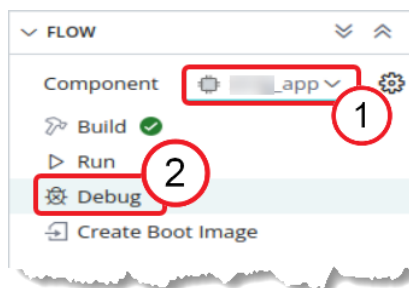 FLOW
Component _app
1
Build
Run
2
Debug
Create Boot Image